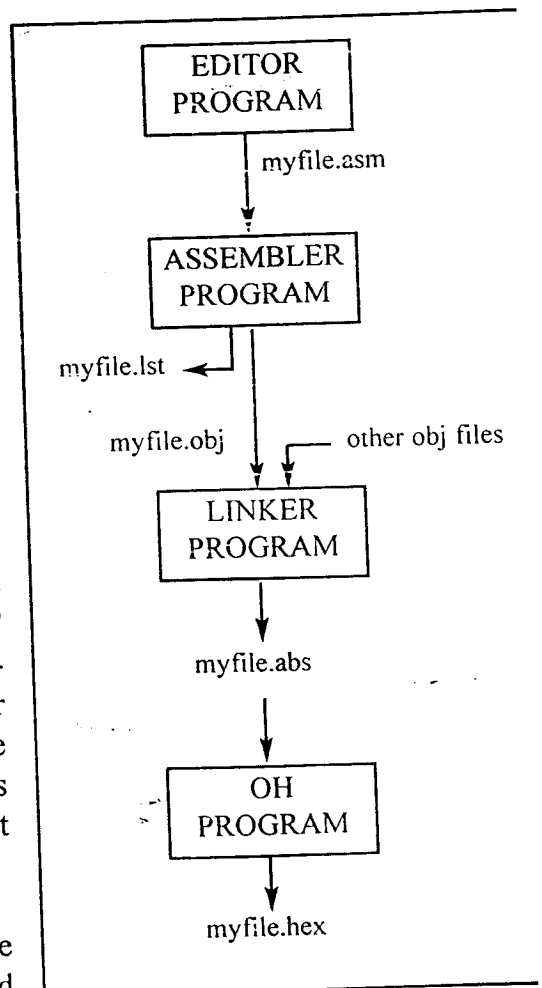 EDITOR
PROGRAM
myfile.asm
ASSEMBLER
PROGRAM
myfile.lst
myfile.obj
other obj files
LINKER
PROGRAM
myfile.abs
r
e
s
t
OH
PROGRAM
myfile.hex
e
d